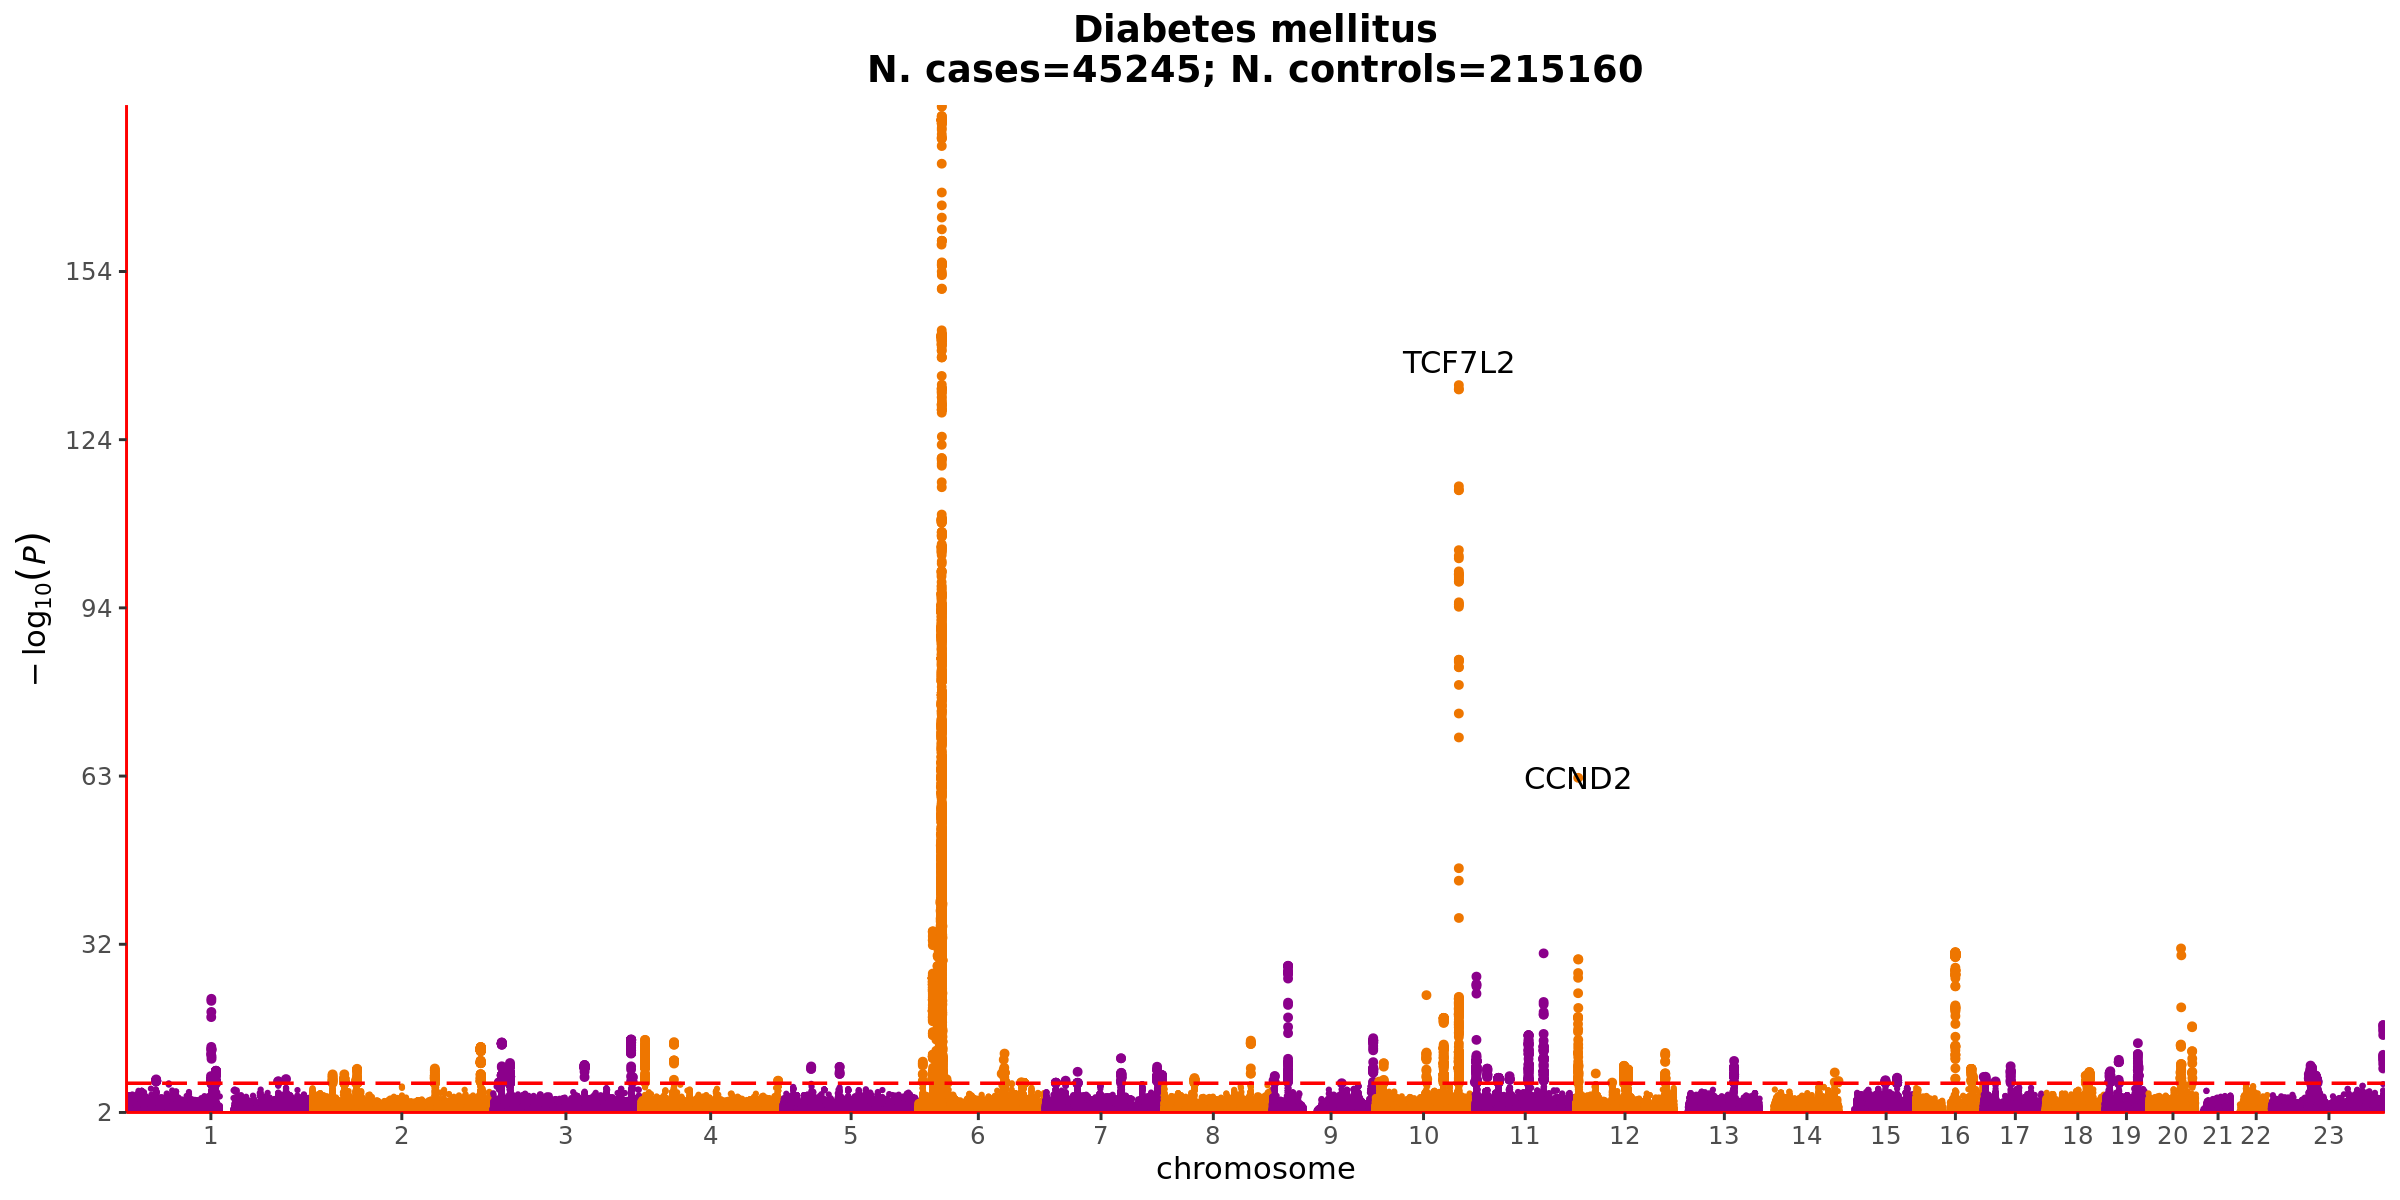 Diabetes mellitus
N. cases=45245; N. controls=215160
154
124
94
63
32
2
−log10(P)
TCF7L2
CCND2
1 2 3 4 5 6 7 8 9 10 11 12 13 14 15 16 17 18 19 20 21 22 23
chromosome